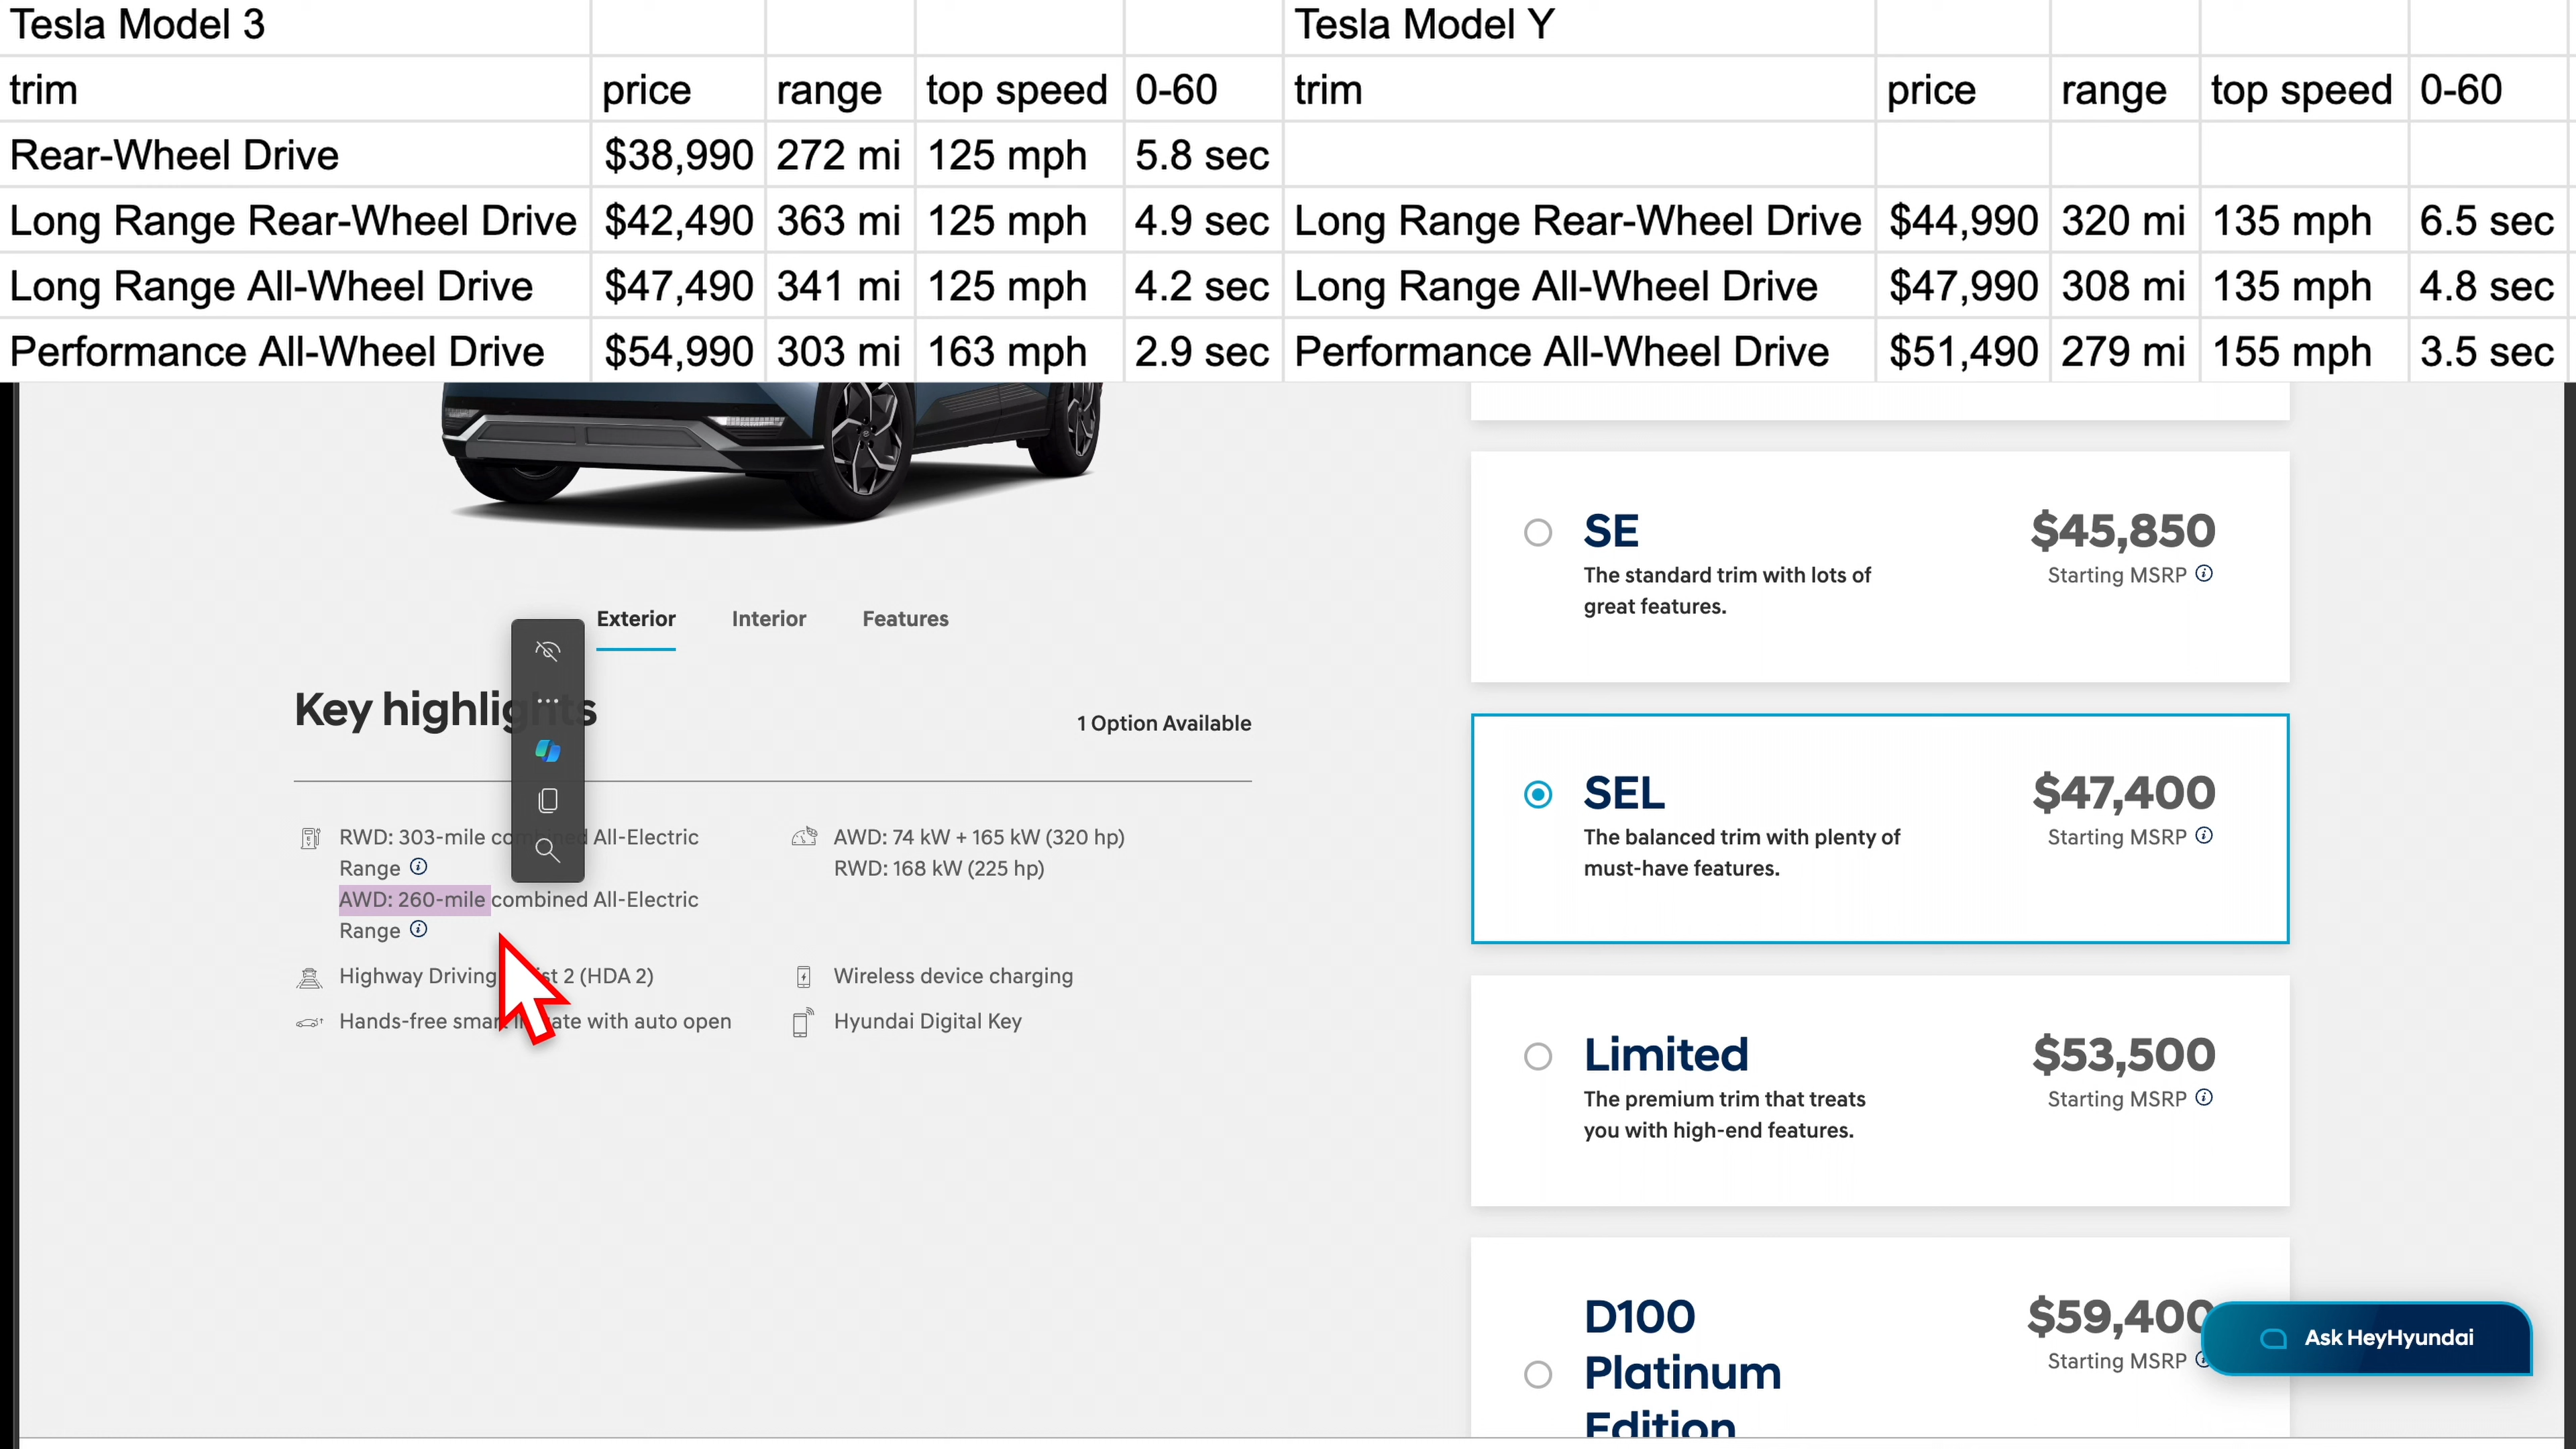 Tesla Model 3 Tesla Model Y
trim price range top speed 0-60 trim price range top speed 0-60
Rear-Wheel Drive $38,990 272 mi 125 mph 5.8 sec
Long Range Rear-Wheel Drive $42,490 363 mi 125 mph 4.9 sec Long Range Rear-Wheel Drive $44,990 320 mi 135 mph 6.5 sec
Long Range All-Wheel Drive $47,490 341 mi 125 mph 4.2 sec Long Range All-Wheel Drive $47,990 308 mi 135 mph 4.8 sec
Performance All-Wheel Drive $54,990 303 mi 163 mph 2.9 sec Performance All-Wheel Drive $51,490 279 mi 155 mph 3.5 sec
Exterior Interior Features
Key highlights
1 Option Available
RWD: 303-mile combined All-Electric
Range
AWD: 260-mile combined All-Electric
Range
AWD: 74 kW + 165 kW (320 hp)
RWD: 168 kW (225 hp)
Highway Driving 2 (HDA 2)
Wireless device charging
Hands-free smart with auto open
Hyundai Digital Key
SE
$45,850
The standard trim with lots of
great features.
Starting MSRP
SEL
$47,400
The balanced trim with plenty of
must-have features.
Starting MSRP
Limited
$53,500
The premium trim that treats
you with high-end features.
Starting MSRP
D100
Platinum
Edition
$59,400
Starting MSRP
Ask HeyHyundai